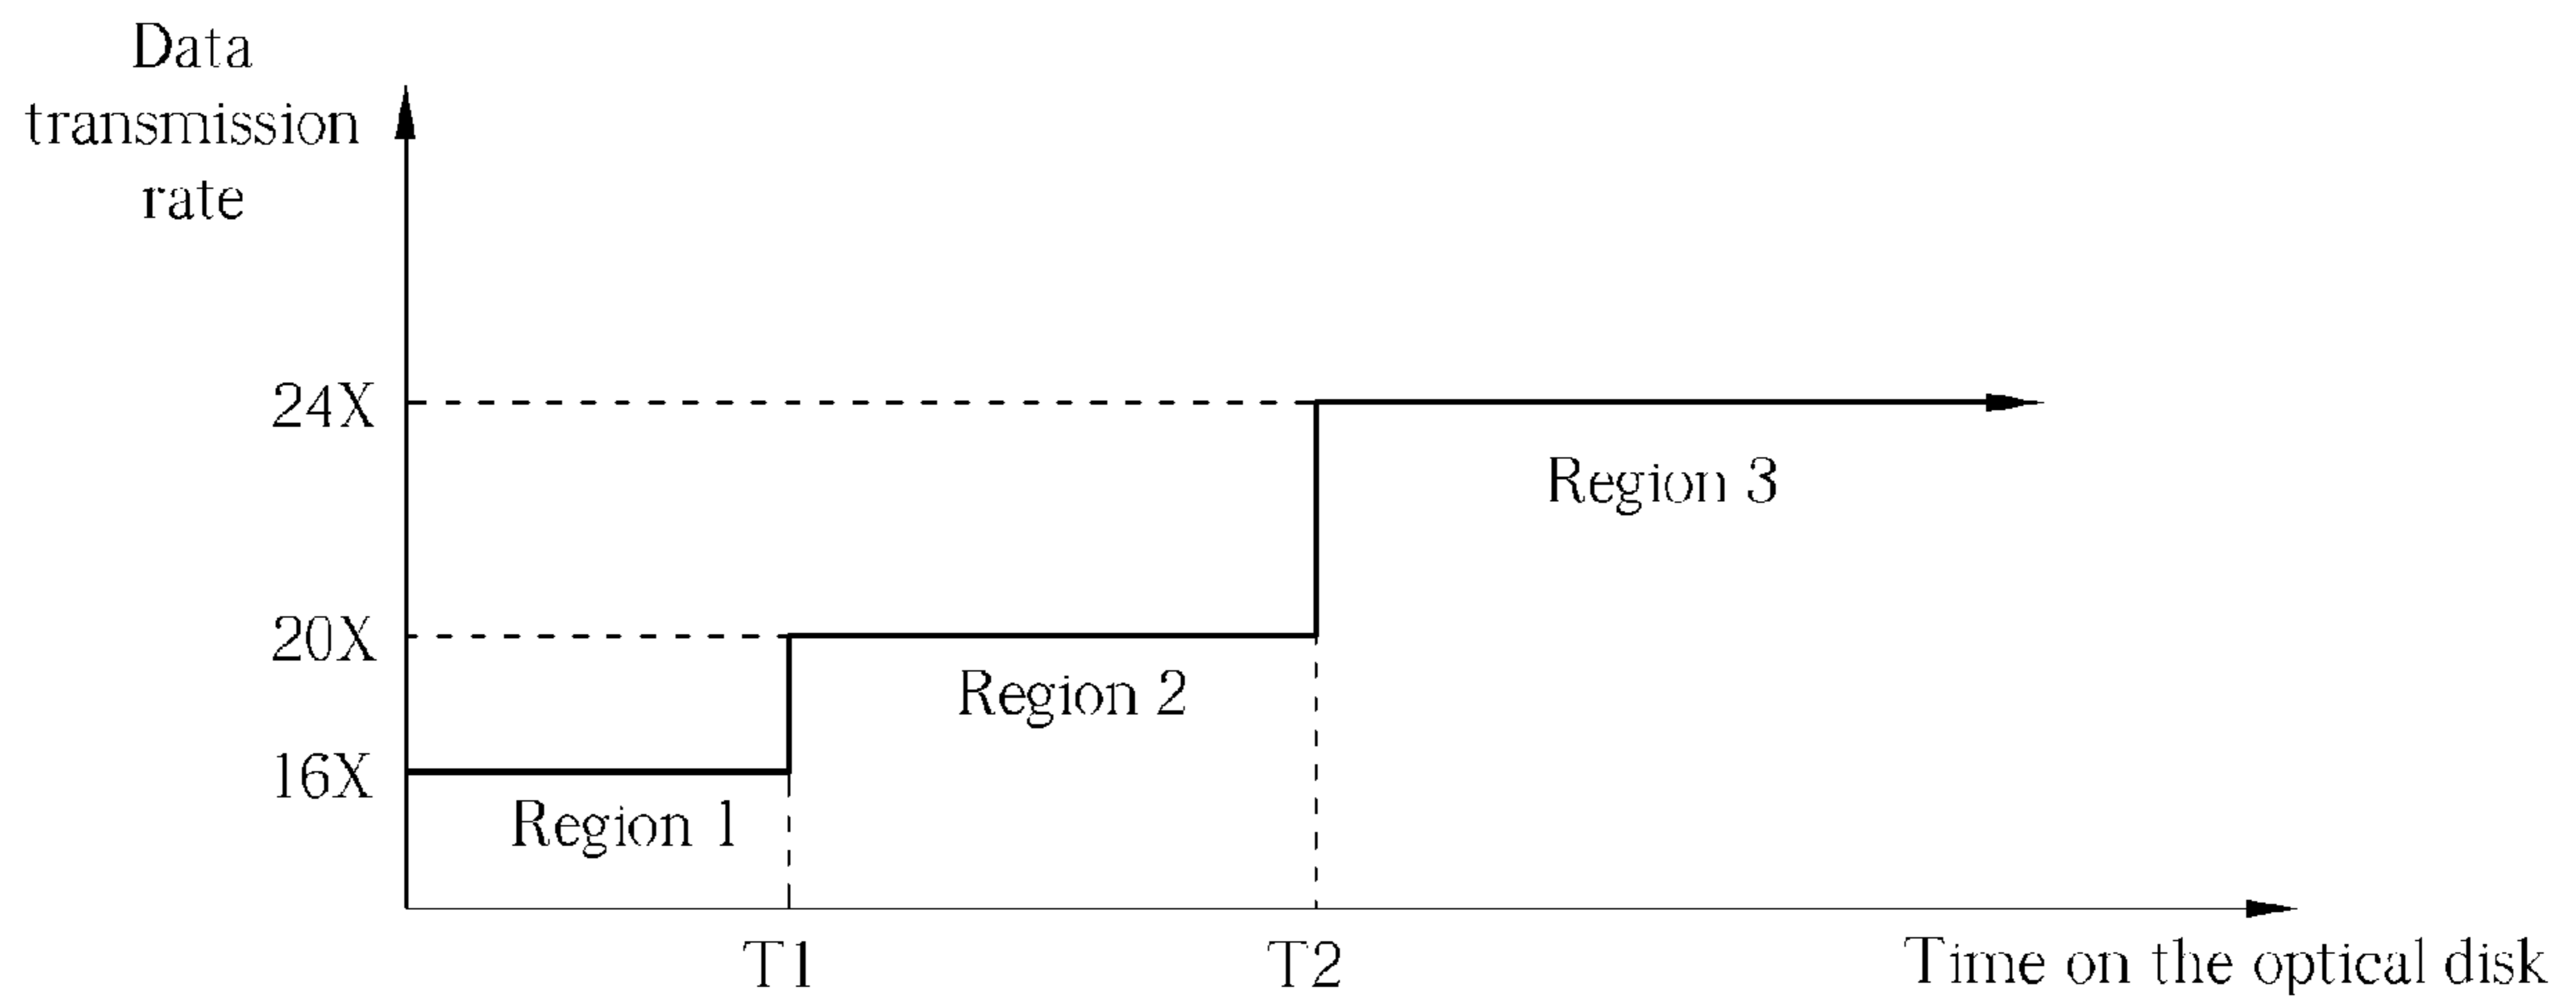 Data
transmission
rate
24X
Region 3
20X
Region 2
16X
Region 1
T1
T2
Time on the optical disk